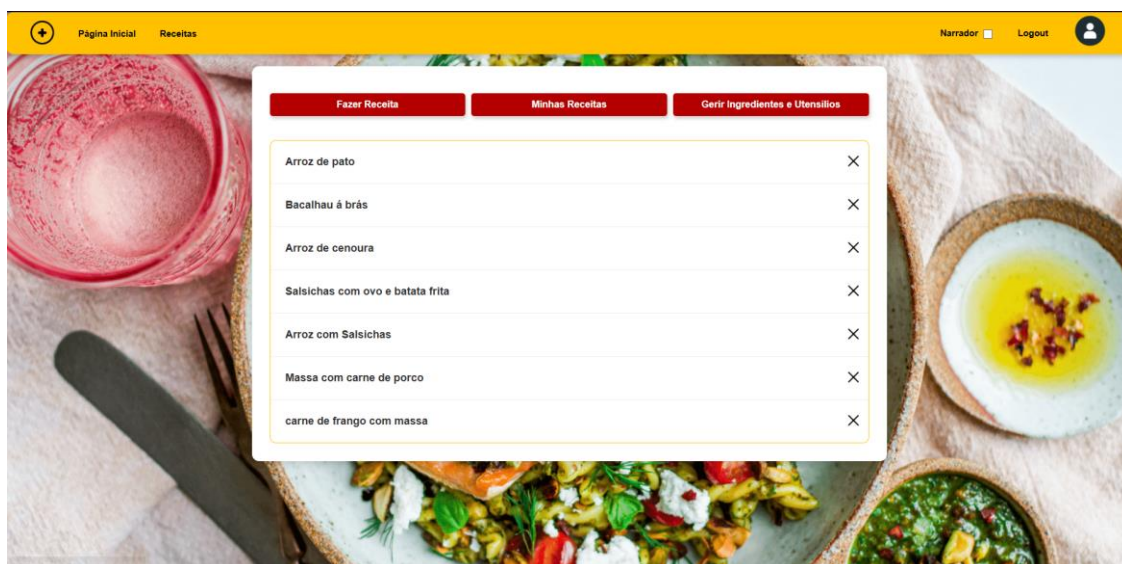 Página Inicial Receitas Narrador Logout
Fazer Receita Minhas Receitas Gerir Ingredientes e Utensílios
Arroz de pato
Bacalhau á brás
Arroz de cenoura
Salsichas com ovo e batata frita
Arroz com Salsichas
Massa com carne de porco
carne de frango com massa